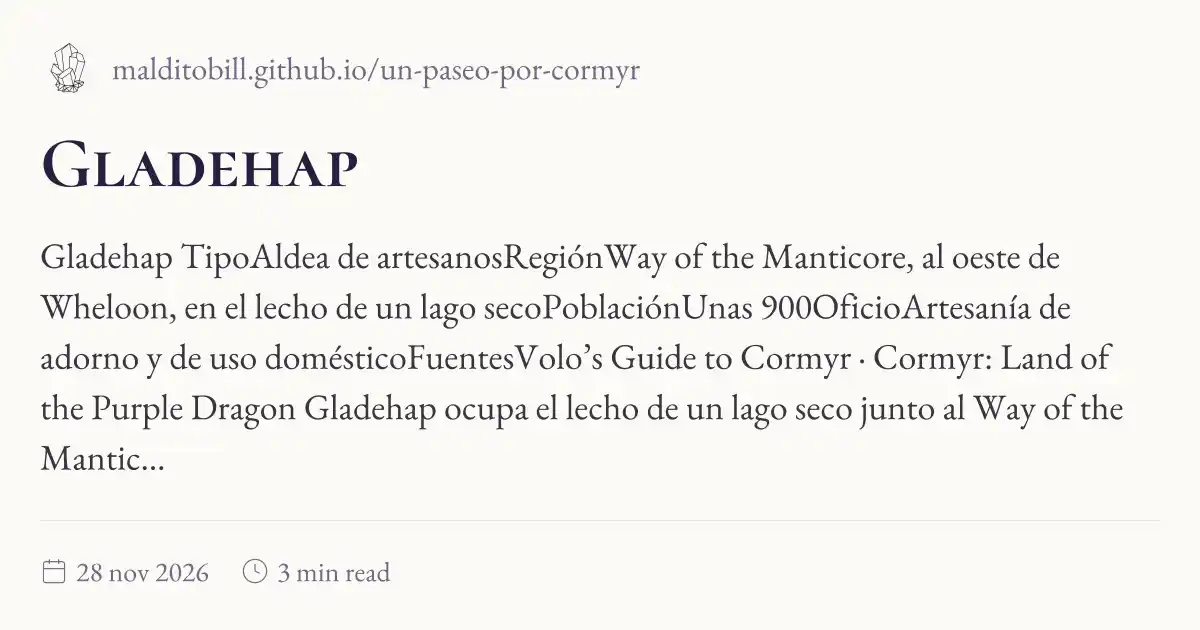 malditobill.github.io/un-paseo-por-cormyr
Gladehap
Gladehap TipoAldea de artesanosRegiónWay of the Manticore, al oeste de
Wheloon, en el lecho de un lago secoPoblaciónUnas 900OficioArtesanía de
adorno y de uso domésticoFuentesVolo’s Guide to Cormyr · Cormyr: Land of
the Purple Dragon Gladehap ocupa el lecho de un lago seco junto al Way of the
Mantic...
28 nov 2026 3 min read